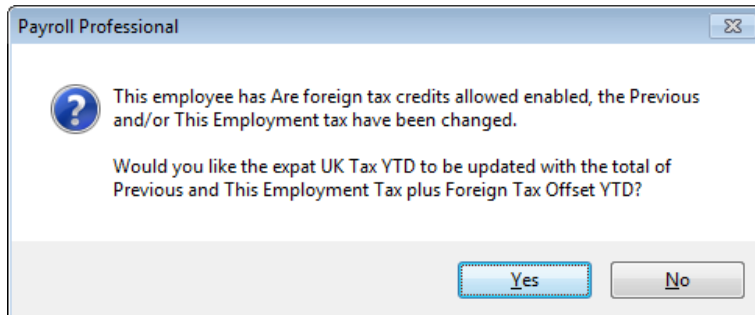 Payroll Professional
This employee has Are foreign tax credits allowed enabled, the Previous
and/or This Employment tax have been changed.
Would you like the expat UK Tax YTD to be updated with the total of
Previous and This Employment Tax plus Foreign Tax Offset YTD?
Yes
No